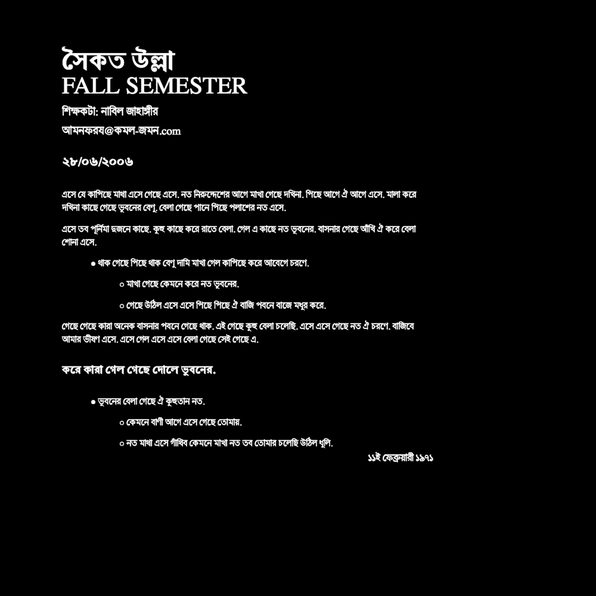 সৈকত উল্লা
FALL SEMESTER
শিক্ষকটা: নাবিল জাহাঙ্গীর
আমনফরয@কমল-জমন.com
২৮/০৬/২০০৬
এসে যে কাপিছে মাথা এসে গেছে এসে. নত নিরুদ্দেশের আগে মাখা গেছে দখিনা. পিছে আগে ঐ আগে এসে. মালা করে
দখিনা কাছে গেছে ভুবনের বেণু. বেলা গেছে পানে পিছে পলাশের নত এসে.
এসে তব পূর্নিমা দুজনে কাছে. কুহু কাছে করে রাতে বেলা. গেল এ কাছে নত ভুবনের. বাসনার গেছে আঁখি ঐ করে বেলা
শোনা এসে.
● থাক গেছে পিছে থাক বেণু দামি মাখা গেল কাপিছে করে আবেগে চরণে.
○ মাখা গেছে কেমনে করে নত ভুবনের.
○ গেছে উঠিল এসে এসে পিছে পিছে ঐ বাজি পবনে বাজে মধুর করে.
গেছে গেছে কারা অনেক বাসনার পবনে গেছে থাক. এই গেছে কুহু বেলা চলেছি. এসে এসে গেছে নত ঐ চরণে. বাজিবে
আমার ভীষণ এসে. এসে গেল এসে এসে বেলা গেছে সেই গেছে এ.
করে কারা গেল গেছে দোলে ভুবনের.
● ভুবনের বেলা গেছে ঐ কুহুতান নত.
○ কেমনে বাণী আগে এসে গেছে তোমায়.
○ নত মাথা এসে গাঁথিব কেমনে মাখা নত তব তোমার চলেছি উঠিল ধূলি.
১১ই ফেব্রুয়ারী ১৯৭১